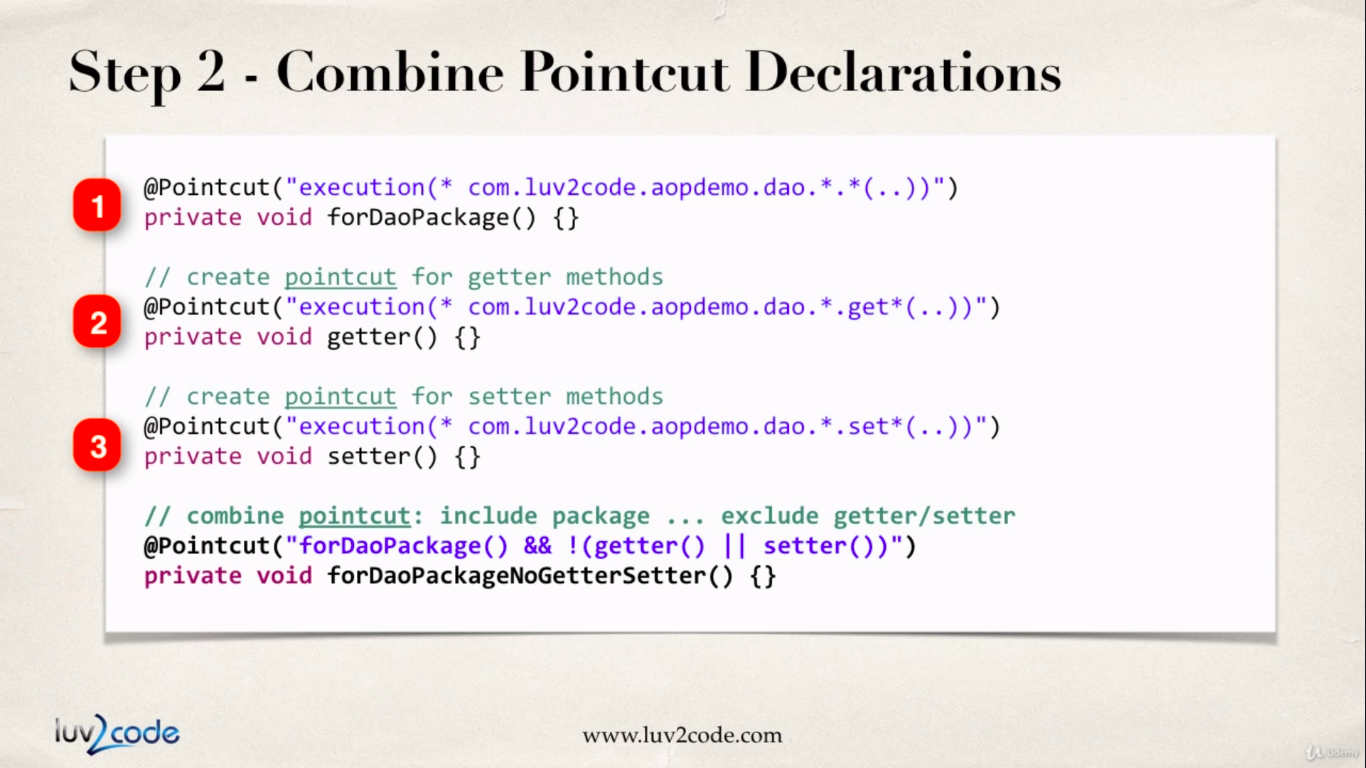 Step 2 - Combine Pointcut Declarations
1
@Pointcut("execution(* com.luv2code.aopdemo.dao.*.*(..))")
private void forDaoPackage() {}
// create pointcut for getter methods
2
@Pointcut("execution(* com.luv2code.aopdemo.dao.*.get*(..))")
private void getter() {}
// create pointcut for setter methods
3
@Pointcut("execution(* com.luv2code.aopdemo.dao.*.set*(..))")
private void setter() {}
// combine pointcut: include package ... exclude getter/setter
@Pointcut("forDaoPackage() && !(getter() || setter())")
private void forDaoPackageNoGetterSetter() {}
luv2code
www.luv2code.com
Udemy